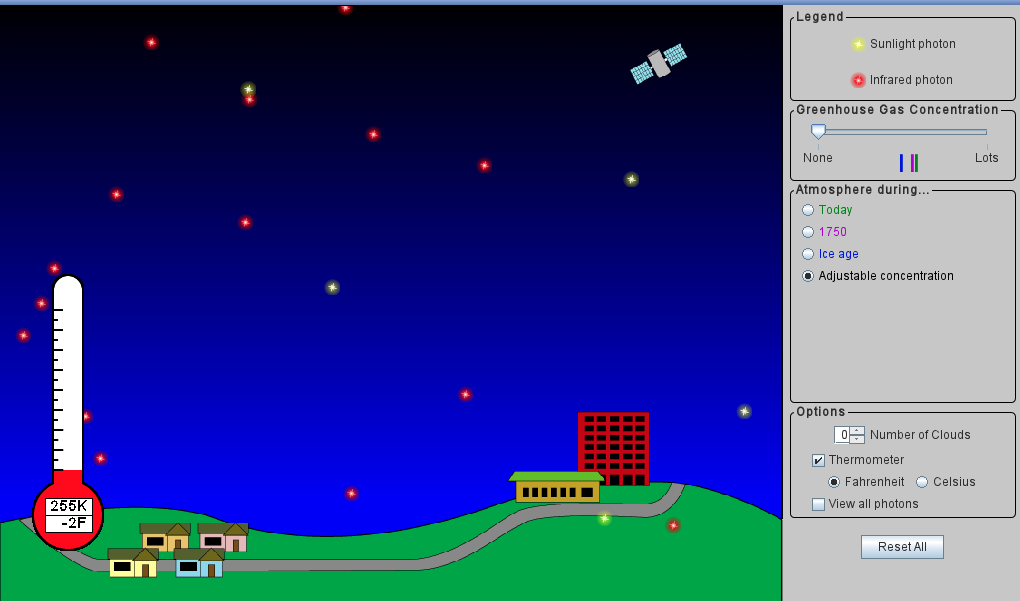 Legend
Sunlight photon
Infrared photon
Greenhouse Gas Concentration
None
Lots
Atmosphere during...
Today
1750
Ice age
Adjustable concentration
Options
0 Number of Clouds
Thermometer
Fahrenheit Celsius
View all photons
Reset All
255K
-2F